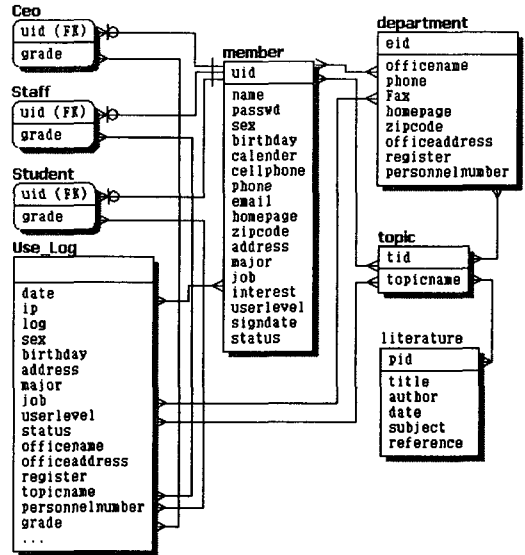 Ceo
uid (FK)
grade
Staff
uid (FK)
grade
Student
uid (FK)
grade
Use_Log
date
ip
log
sex
birthday
address
major
job
userlevel
status
officename
officeaddress
register
topicname
personnelnumber
grade
...
member
uid
name
passwd
sex
birthday
calender
cellphone
phone
email
homepage
zipcode
address
major
job
interest
userlevel
signdate
status
department
eid
officename
phone
Fax
homepage
zipcode
officeaddress
register
personnelnumber
topic
tid
topicname
literature
pid
title
author
date
subject
reference